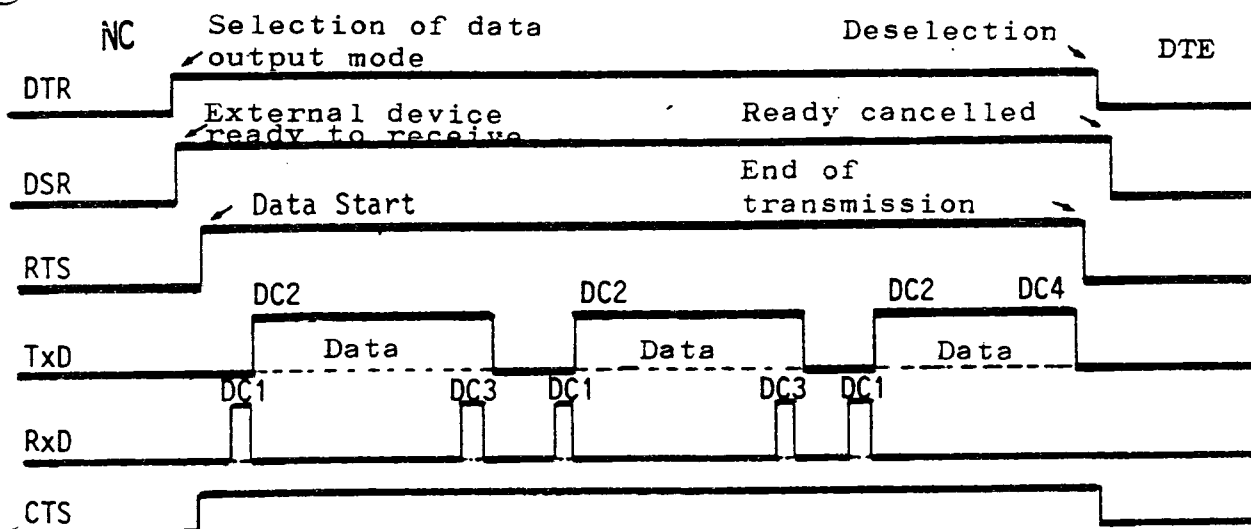 NC
Selection of data
output mode
Deselection
DTE
DTR
External device
ready to receive
Ready cancelled
DSR
End of
transmission
Data Start
RTS
DC2
DC2
DC2
DC4
TxD
Data
Data
Data
DC1
DC3
DC1
DC3
DC1
RxD
CTS